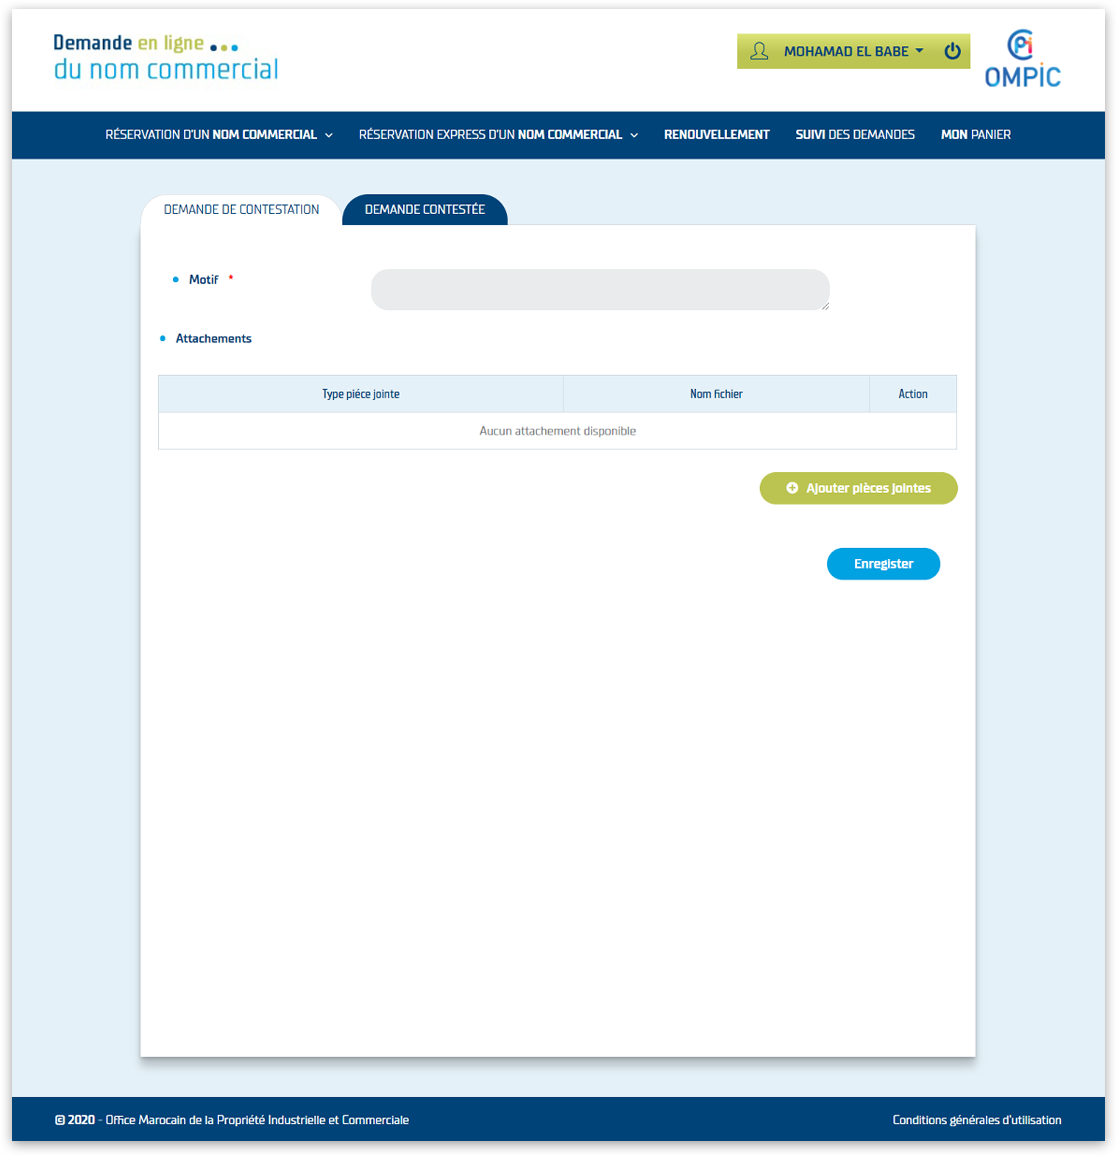 Demande en ligne
du nom commercial
MOHAMAD EL BABE
OMPIC
RÉSERVATION D'UN NOM COMMERCIAL
RÉSERVATION EXPRESS D'UN NOM COMMERCIAL
RENOUVELLEMENT
SUIVI DES DEMANDES
MON PANIER
DEMANDE DE CONTESTATION
DEMANDE CONTESTÉE
Motif *
Attachements
Type piéce jointe
Nom fichier
Action
Aucun attachement disponible
Ajouter pièces jointes
Enregister
© 2020 - Office Marocain de la Propriété Industrielle et Commerciale
Conditions générales d'utilisation